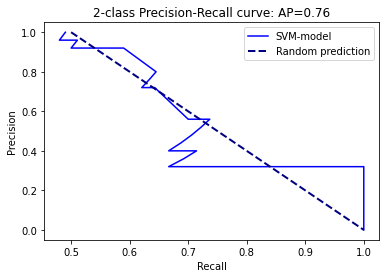 2-class Precision-Recall curve: AP=0.76
1.0
0.8
0.6
0.4
0.2
0.0
Precision
SVM-model
Random prediction
0.5 0.6 0.7 0.8 0.9 1.0
Recall